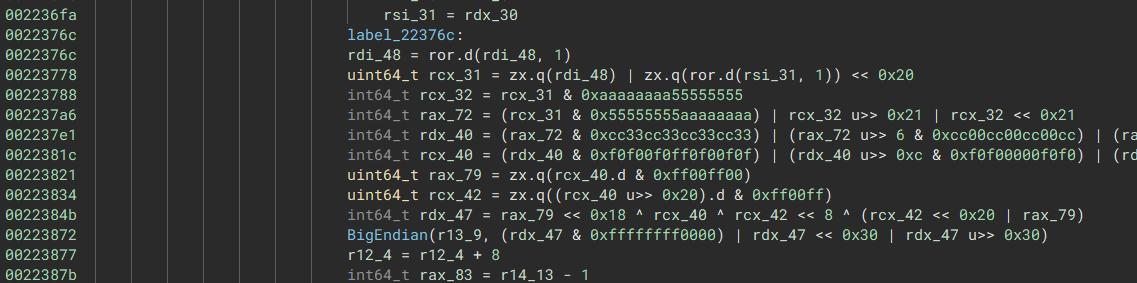 002236fa rsi_31 = rdx_30
0022376c label_22376c:
0022376c rdi_48 = ror.d(rdi_48, 1)
00223778 uint64_t rcx_31 = zx.q(rdi_48) | zx.q(ror.d(rsi_31, 1)) << 0x20
00223788 int64_t rcx_32 = rcx_31 & 0xaaaaaaaa55555555
002237a6 int64_t rax_72 = (rcx_31 & 0x55555555aaaaaaaa) | rcx_32 u>> 0x21 | rcx_32 << 0x21
002237e1 int64_t rdx_40 = (rax_72 & 0xcc33cc33cc33cc33) | (rax_72 u>> 6 & 0xcc00cc00cc00cc) | (ra
0022381c int64_t rcx_40 = (rdx_40 & 0xf0f00f0ff0f00f0f) | (rdx_40 u>> 0xc & 0xf0f00000f0f0) | (rd
00223821 uint64_t rax_79 = zx.q(rcx_40.d & 0xff00ff00)
00223834 uint64_t rcx_42 = zx.q((rcx_40 u>> 0x20).d & 0xff00ff)
0022384b int64_t rdx_47 = rax_79 << 0x18 ^ rcx_40 ^ rcx_42 << 8 ^ (rcx_42 << 0x20 | rax_79)
00223872 BigEndian(r13_9, (rdx_47 & 0xffffffff0000) | rdx_47 << 0x30 | rdx_47 u>> 0x30)
00223877 r12_4 = r12_4 + 8
0022387b int64_t rax_83 = r14_13 - 1